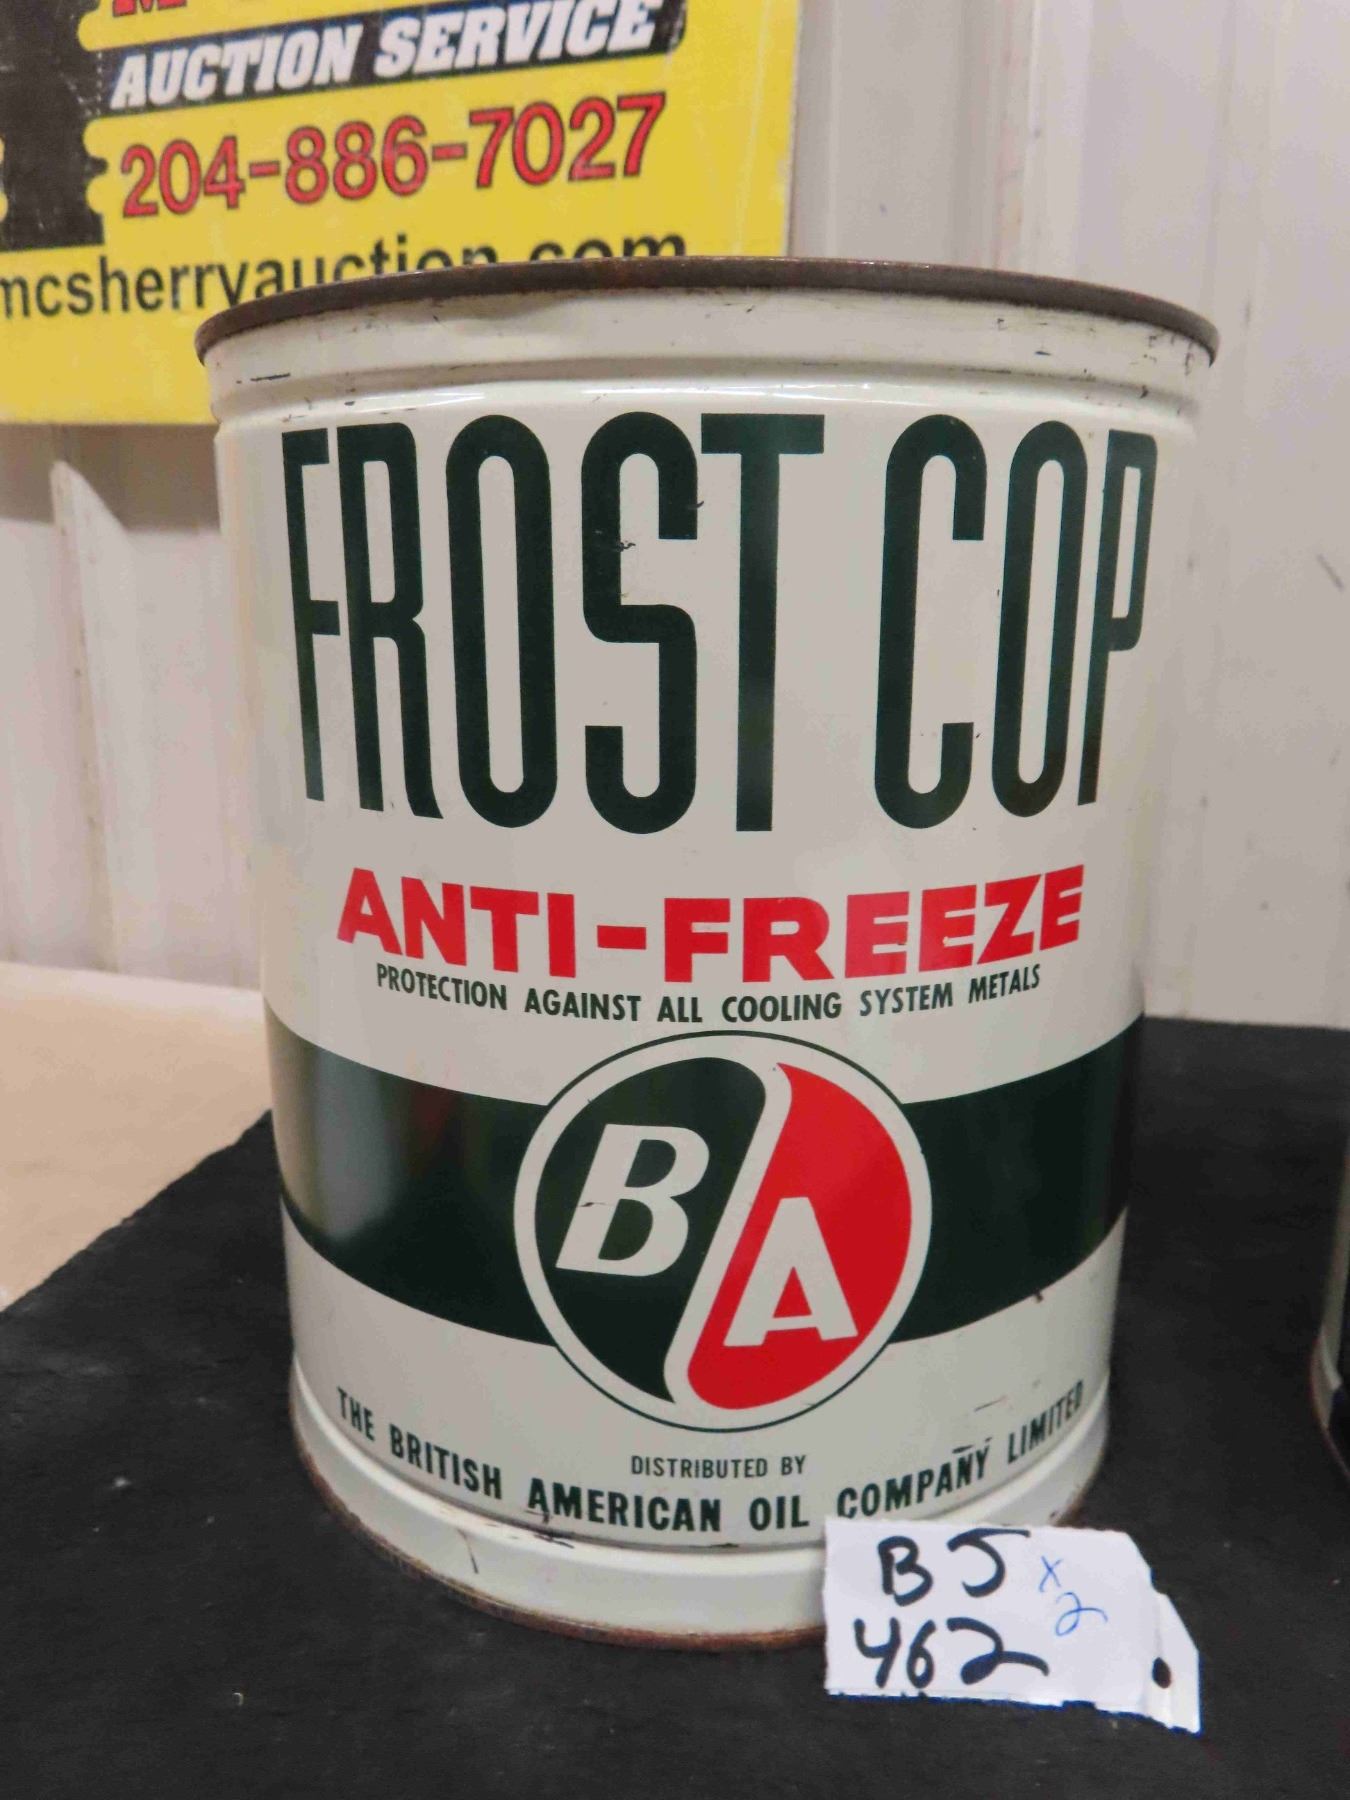 AUCTION SERVICE
204-886-7027
mcsherryauction.com
FROST COP
ANTI-FREEZE
PROTECTION AGAINST ALL COOLING SYSTEM METALS
BA
DISTRIBUTED BY
THE BRITISH AMERICAN OIL COMPANY LIMITED
BJ x2
462